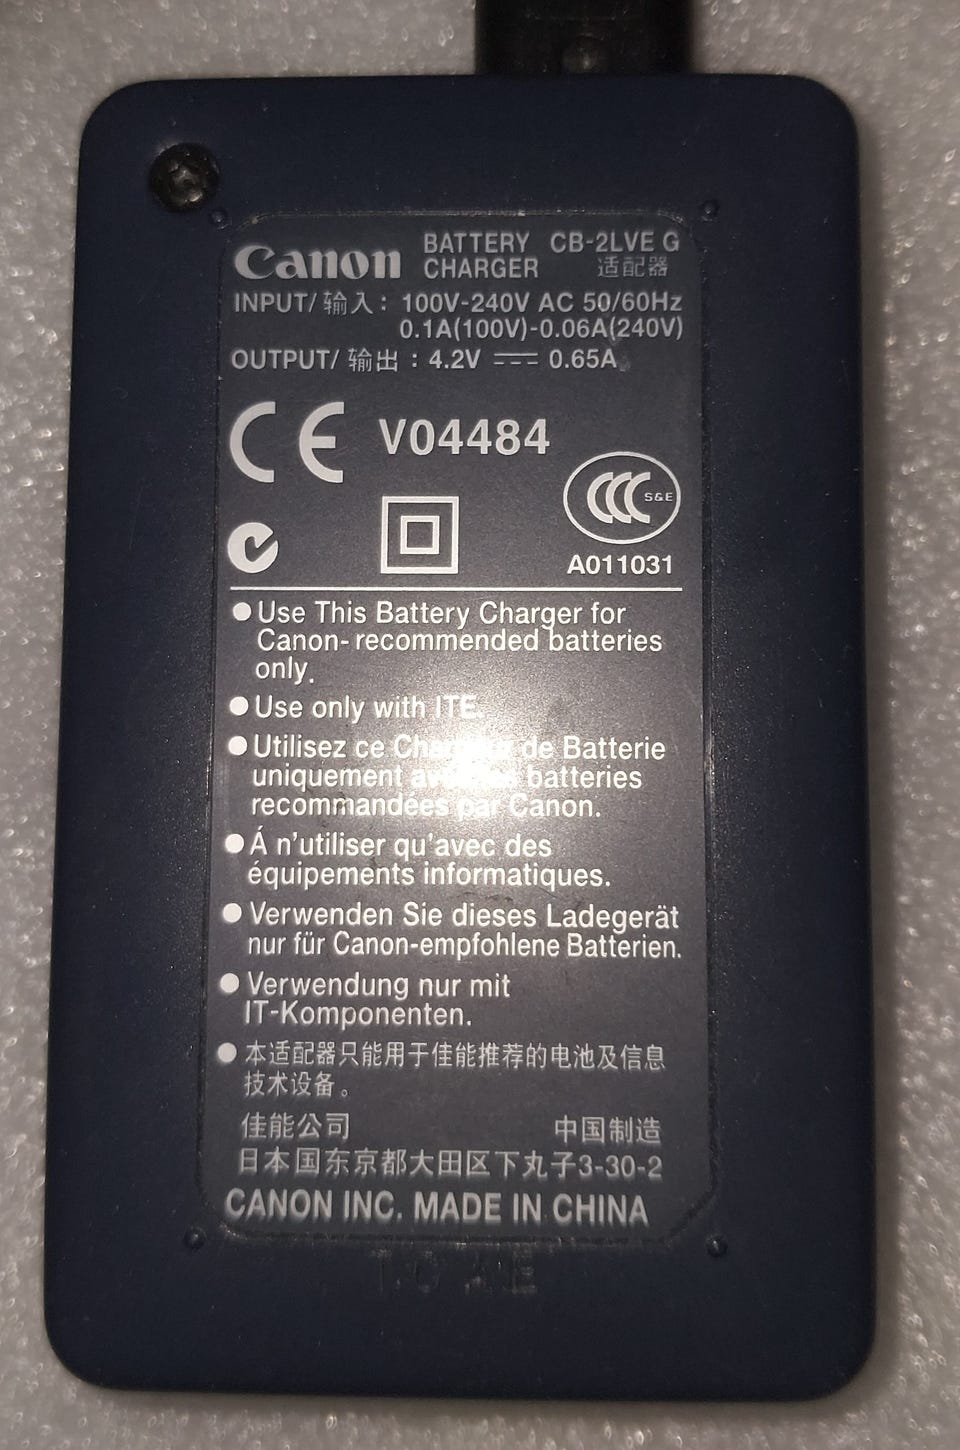 Canon BATTERY CHARGER CB-2LVE G
适配器
INPUT/输入: 100V-240V AC 50/60Hz
0.1A(100V)-0.06A(240V)
OUTPUT/输出: 4.2V ⎓ 0.65A
CE V04484
CCC S&E
A011031
●Use This Battery Charger for
Canon-recommended batteries
only.
●Use only with ITE.
●Utilisez ce de Batterie
uniquement batteries
recommandées par Canon.
●Á n'utiliser qu'avec des
équipements informatiques.
●Verwenden Sie dieses Ladegerät
nur für Canon-empfohlene Batterien.
●Verwendung nur mit
IT-Komponenten.
●本适配器只能用于佳能推荐的电池及信息
技术设备。
佳能公司 中国制造
日本国东京都大田区下丸子3-30-2
CANON INC. MADE IN CHINA